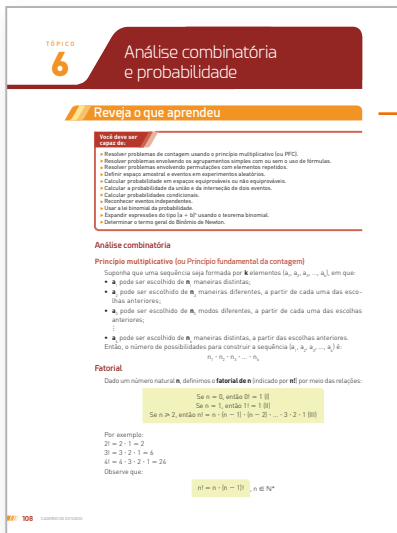 TÓPICO
6
Análise combinatória
e probabilidade
Reveja o que aprendeu
Você deve ser
capaz de:
▸ Resolver problemas de contagem usando o princípio multiplicativo (ou PFC).
▸ Resolver problemas envolvendo os agrupamentos simples com ou sem o uso de fórmulas.
▸ Resolver problemas envolvendo permutações com elementos repetidos.
▸ Definir espaço amostral e eventos em experimentos aleatórios.
▸ Calcular probabilidade em espaços equiprováveis ou não equiprováveis.
▸ Calcular a probabilidade da união e da interseção de dois eventos.
▸ Calcular probabilidades condicionais.
▸ Reconhecer eventos independentes.
▸ Usar a lei binomial da probabilidade.
▸ Expandir expressões do tipo (a + b)ⁿ usando o teorema binomial.
▸ Determinar o termo geral do Binômio de Newton.
Análise combinatória
Princípio multiplicativo (ou Princípio fundamental da contagem)
Suponha que uma sequência seja formada por k elementos (a₁, a₂, a₃, ..., aₖ), em que:
• a₁ pode ser escolhido de n₁ maneiras distintas;
• a₂ pode ser escolhido de n₂ maneiras diferentes, a partir de cada uma das esco-
lhas anteriores;
• a₃ pode ser escolhido de n₃ modos diferentes, a partir de cada uma das escolhas
anteriores;
⋮
• aₖ pode ser escolhido de nₖ maneiras distintas, a partir das escolhas anteriores.
Então, o número de possibilidades para construir a sequência (a₁, a₂, a₃, ..., aₖ) é:
n₁ · n₂ · n₃ · ... · nₖ
Fatorial
Dado um número natural n, definimos o fatorial de n (indicado por n!) por meio das relações:
Se n = 0, então 0! = 1 (I)
Se n = 1, então 1! = 1 (II)
Se n ⩾ 2, então n! = n · (n − 1) · (n − 2) · ... · 3 · 2 · 1 (III)
Por exemplo:
2! = 2 · 1 = 2
3! = 3 · 2 · 1 = 6
4! = 4 · 3 · 2 · 1 = 24
Observe que:
n! = n · (n − 1)! , n ∈ ℕ*
108 CADERNO DE ESTUDOS